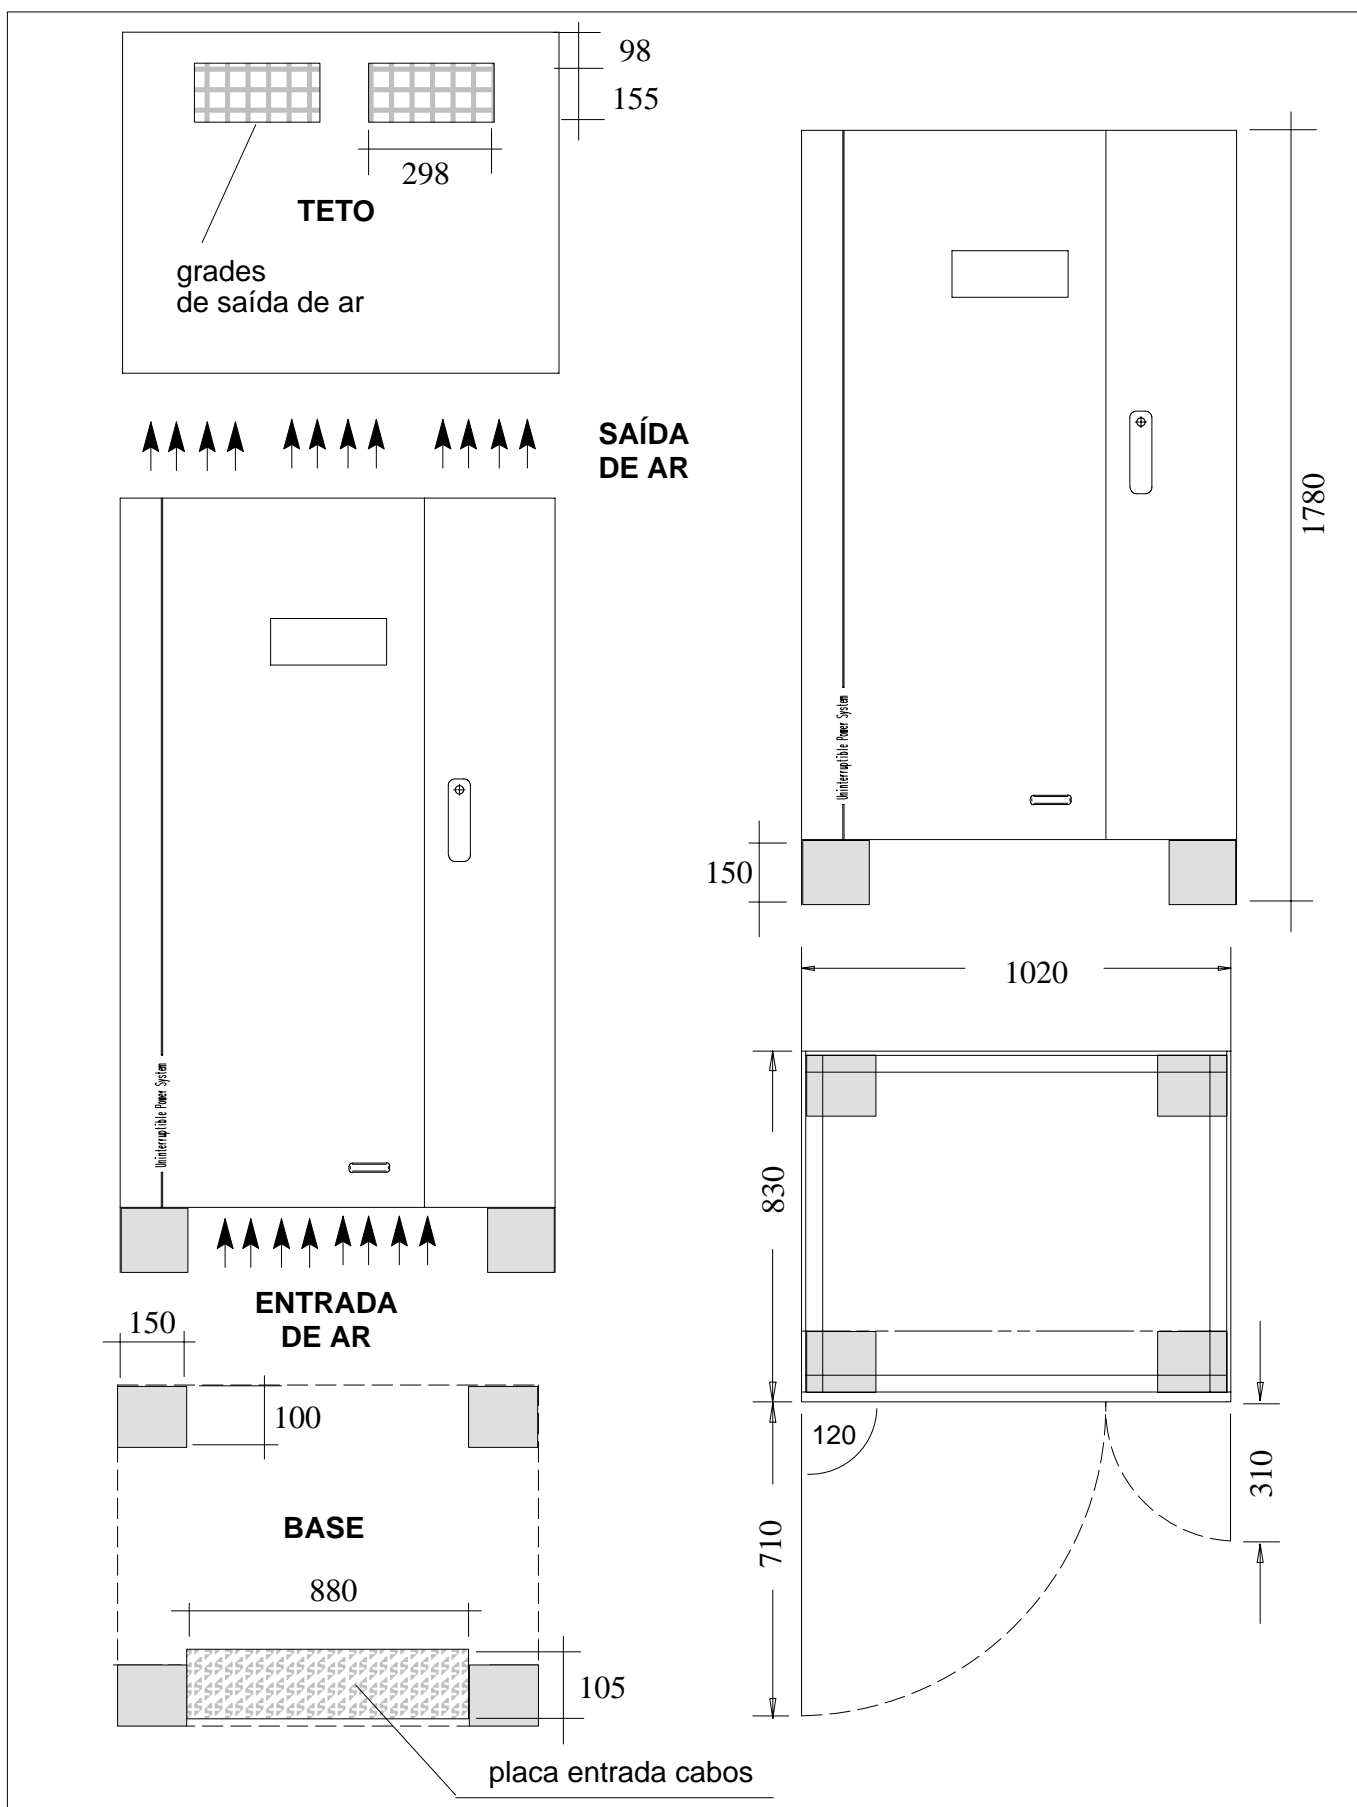 98
155
298
TETO
grades
de saída de ar
SAÍDA
DE AR
Uninterruptible Power System
ENTRADA
DE AR
150
100
BASE
880
105
placa entrada cabos
1780
Uninterruptible Power System
150
1020
830
120
710
310